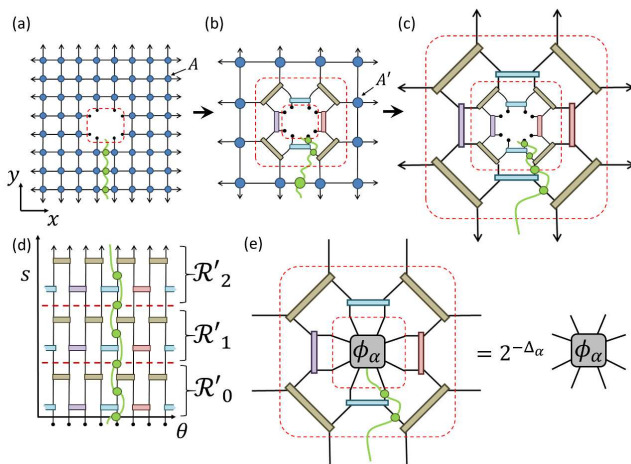 (a)
A
y
x
(b)
A′
(c)
(d)
s
ℛ′₂
ℛ′₁
ℛ′₀
θ
(e)
ϕα
= 2^{-Δα}
ϕα